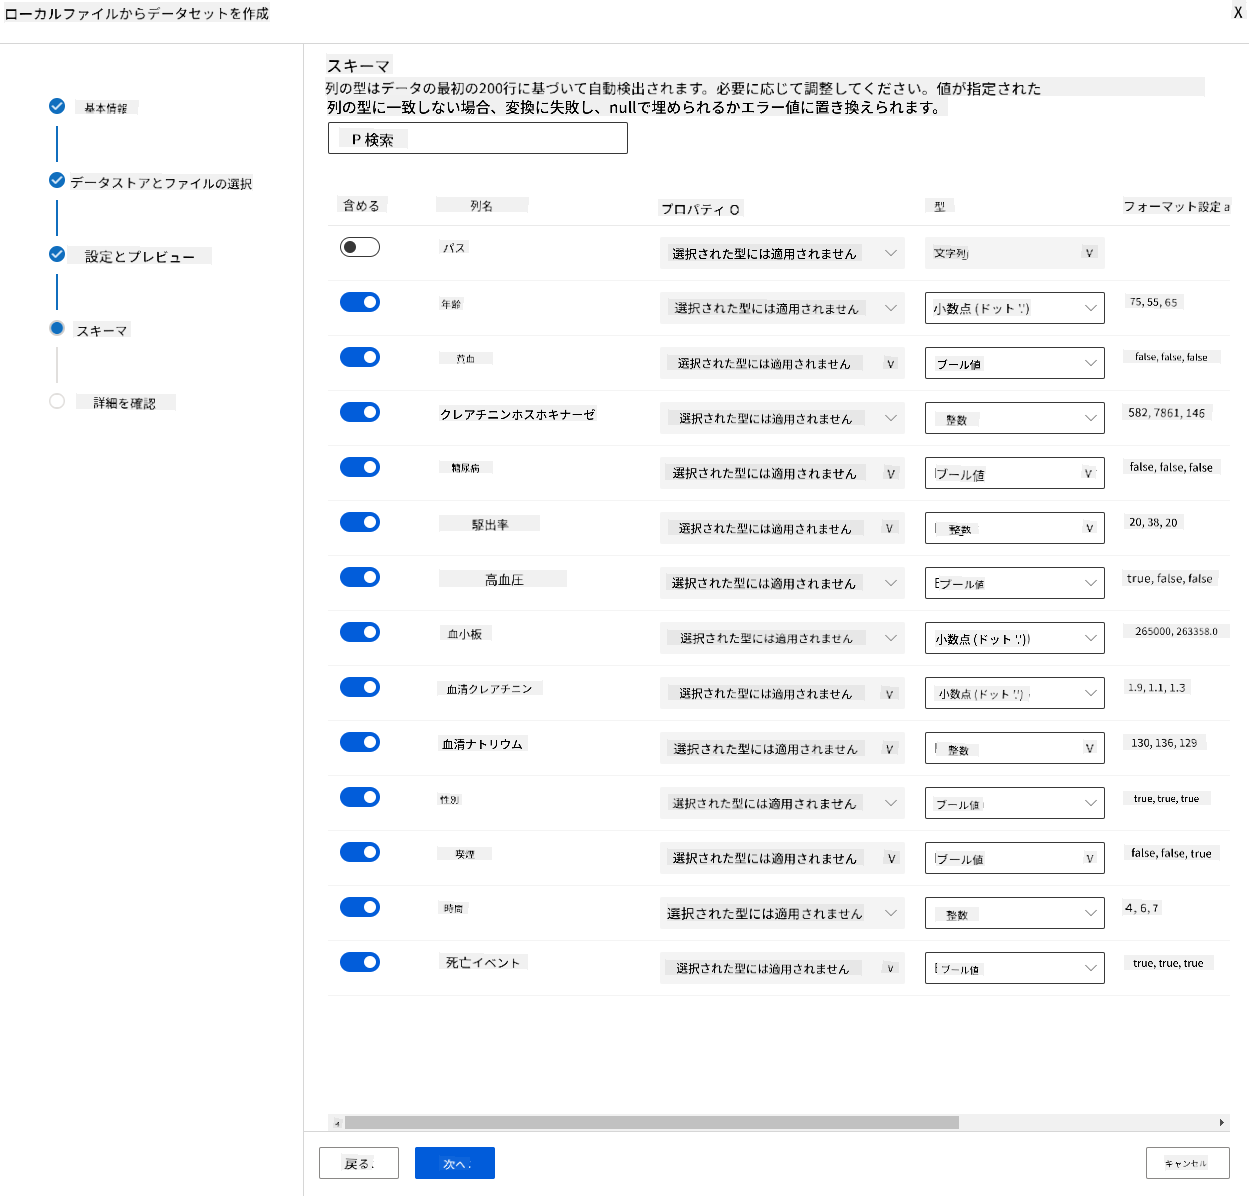 ローカルファイルからデータセットを作成
X
基本情報
データストアとファイルの選択
設定とプレビュー
スキーマ
詳細を確認
スキーマ
列の型はデータの最初の200行に基づいて自動検出されます。必要に応じて調整してください。値が指定された
列の型に一致しない場合、変換に失敗し、nullで埋められるかエラー値に置き換えられます。
P 検索
含める 列名 プロパティ O 型 フォーマット設定 a
パス 選択された型には適用されません 文字列 V
年齢 選択された型には適用されません 小数点 (ドット '.') 75, 55, 65
貧血 選択された型には適用されません V ブール値 false, false, false
クレアチニンホスホキナーゼ 選択された型には適用されません 整数 582, 7861, 146
糖尿病 選択された型には適用されません V ブール値 V false, false, false
駆出率 選択された型には適用されません V 整数 V 20, 38, 20
高血圧 選択された型には適用されません Eブール値 true, false, false
血小板 選択された型には適用されません 小数点 (ドット '.') 265000, 263358.0
血清クレアチニン 選択された型には適用されません V 小数点 (ドット '.') 1.9, 1.1, 1.3
血清ナトリウム 選択された型には適用されません V 整数 V 130, 136, 129
性別 選択された型には適用されません ブール値 true, true, true
喫煙 選択された型には適用されません V ブール値 V false, false, true
時間 選択された型には適用されません 整数 4, 6, 7
死亡イベント 選択された型には適用されません V ブール値 true, true, true
戻る. 次へ. キャンセル